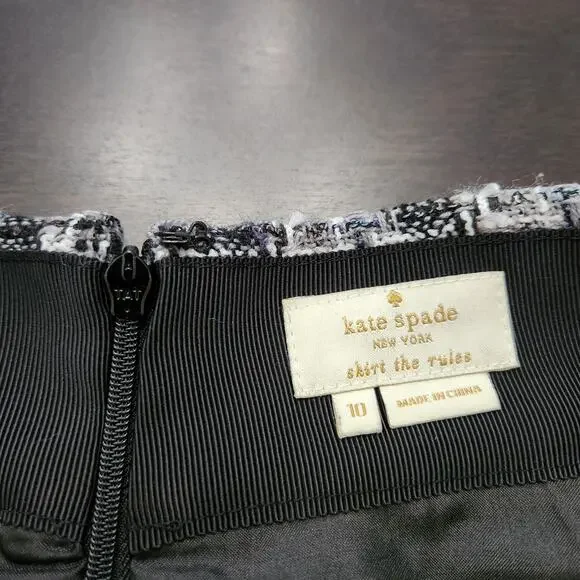 kate spade
NEW YORK
skirt the rules
10
MADE IN CHINA